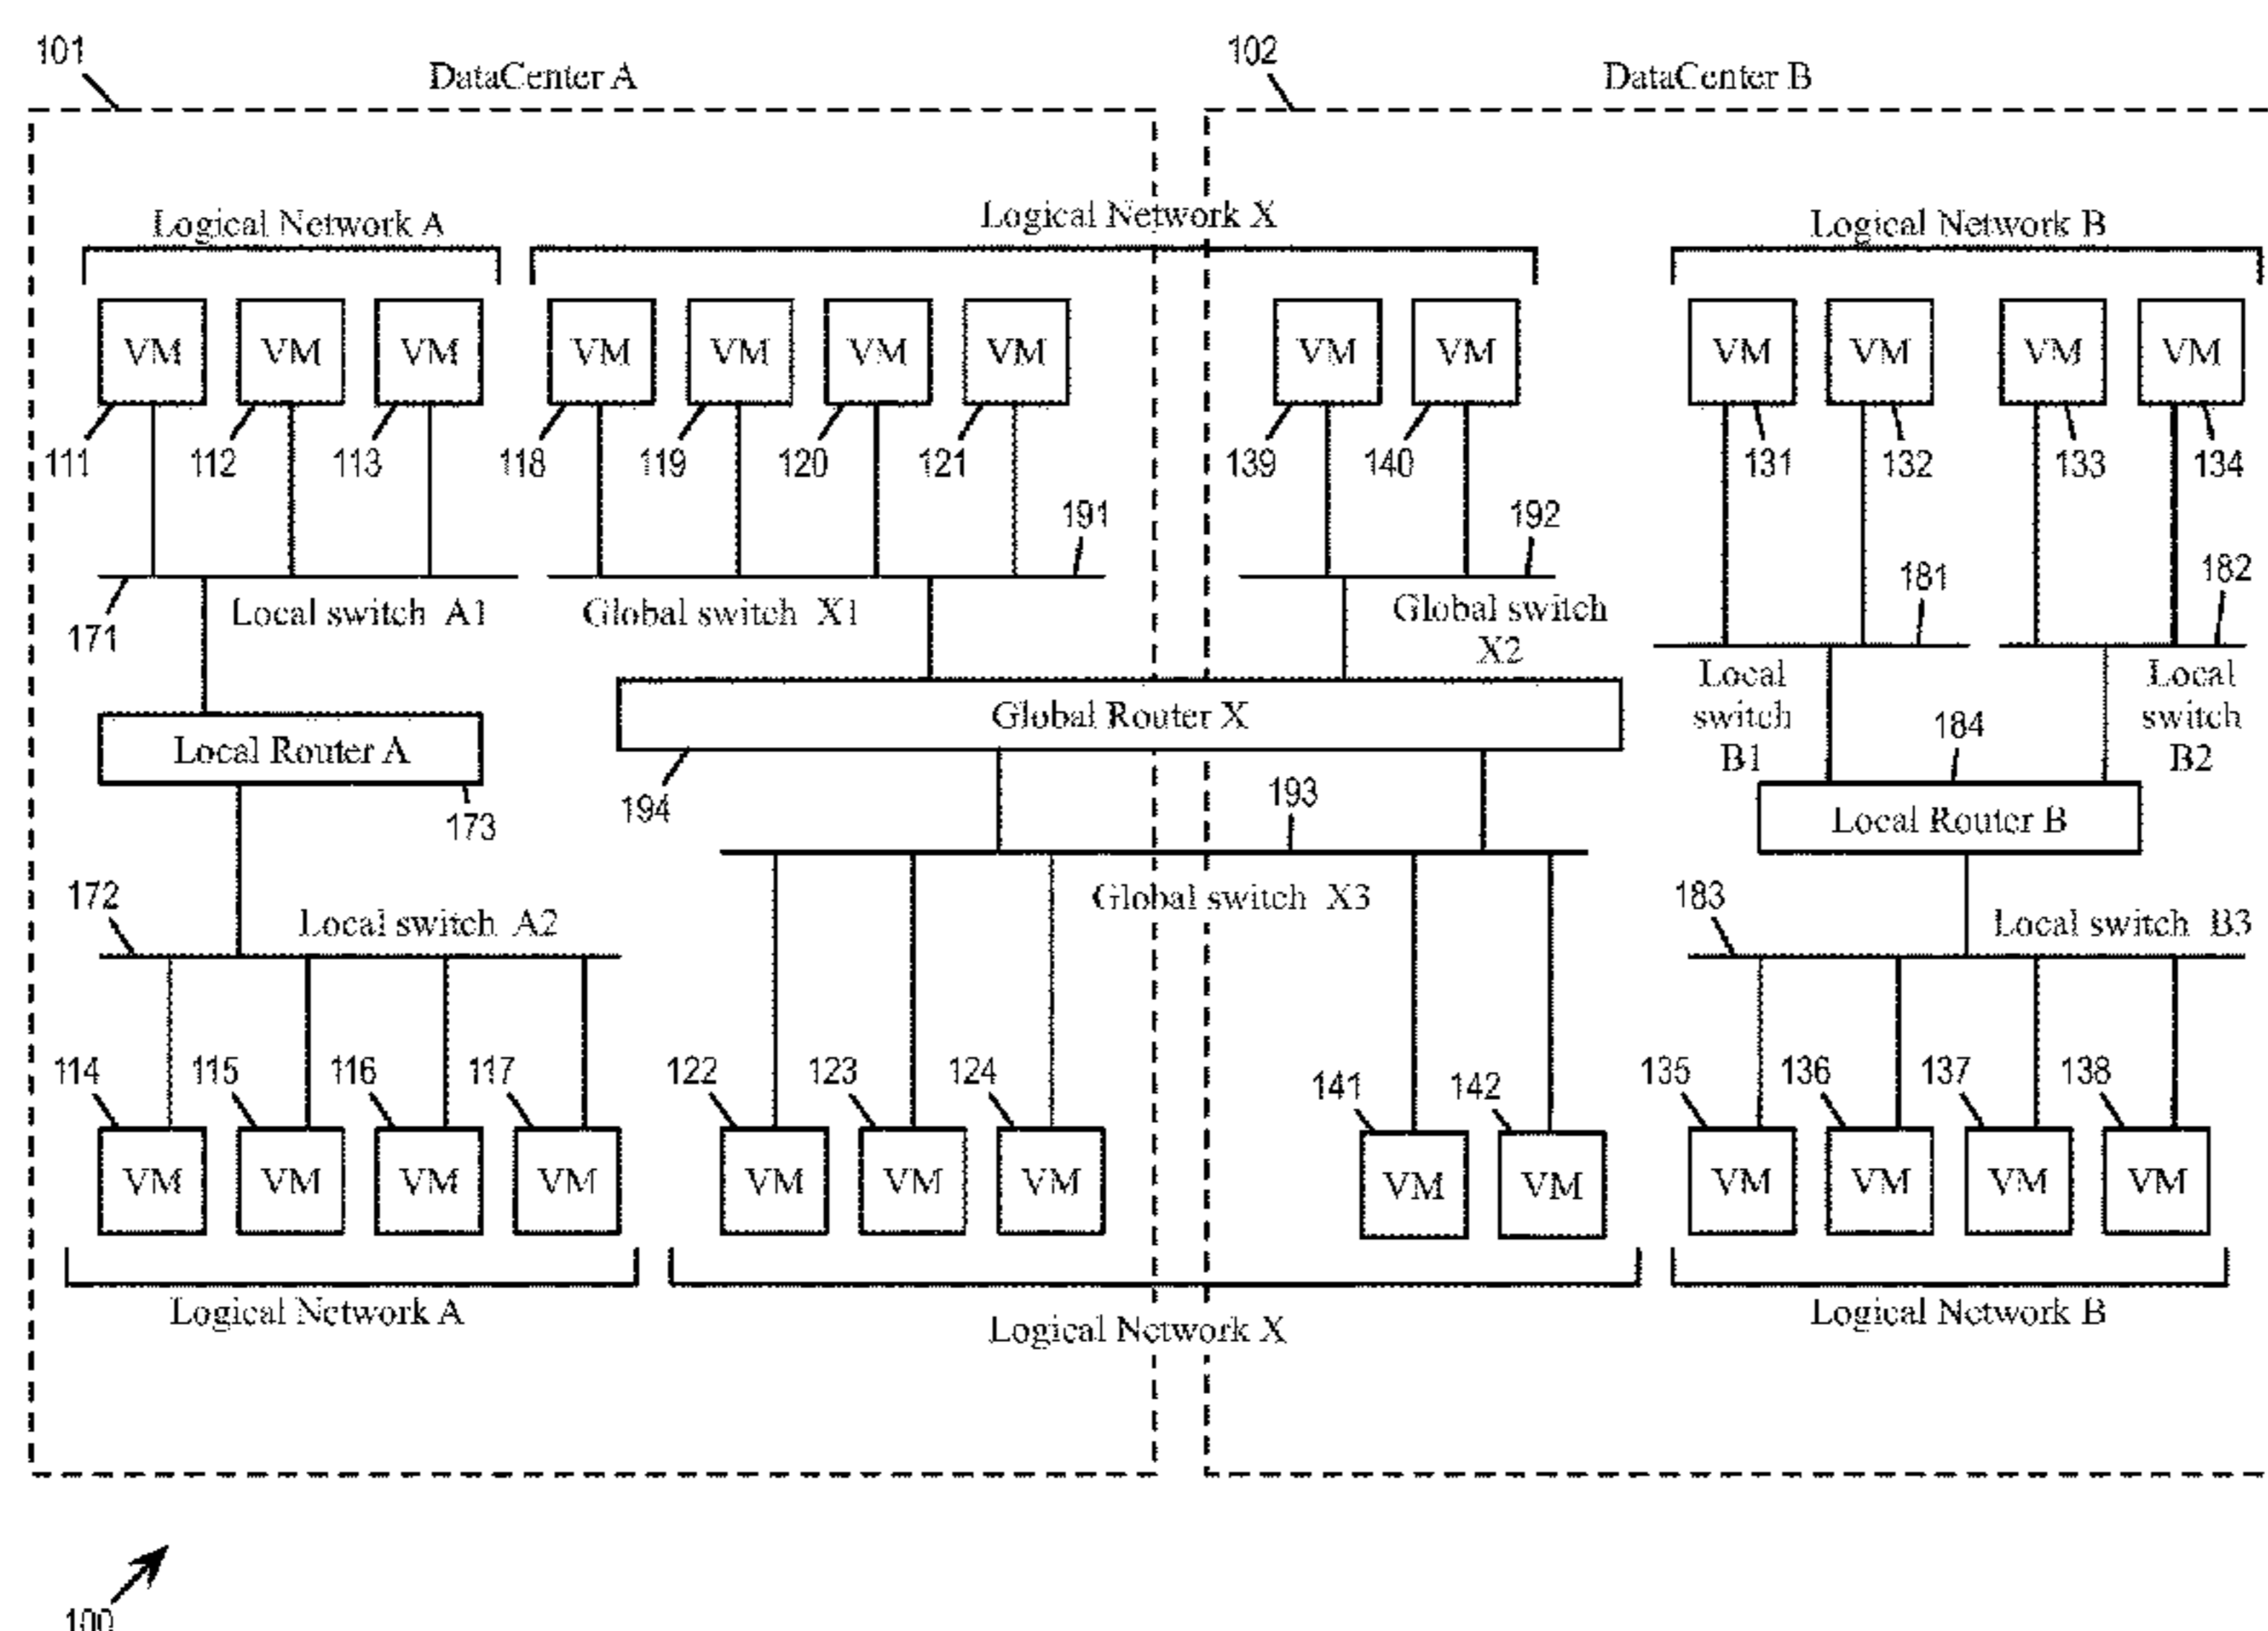 101
DataCenter A
102
DataCenter B
Logical Network A
Logical Network X
Logical Network B
VM VM VM VM VM VM VM VM VM VM VM VM VM
111 112 113 118 119 120 121 139 140 131 132 133 134
191 192
171
Local switch A1
Global switch X1
Global switch
X2
181
182
Local
switch
B1
Local
switch
B2
Global Router X
194
Local Router A
173
184
Local Router B
193
Global switch X3
172
Local switch A2
183
Local switch B3
114 115 116 117 122 123 124 141 142 135 136 137 138
VM VM VM VM VM VM VM VM VM VM VM VM VM
Logical Network A
Logical Network X
Logical Network B
100